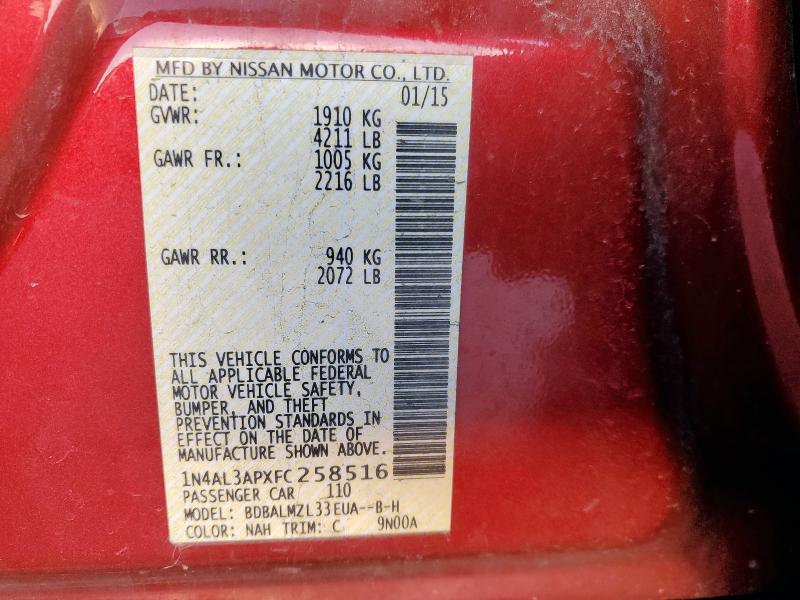 MFD BY NISSAN MOTOR CO., LTD.
DATE: 01/15
GVWR: 1910 KG
4211 LB
GAWR FR.: 1005 KG
2216 LB
GAWR RR.: 940 KG
2072 LB
THIS VEHICLE CONFORMS TO
ALL APPLICABLE FEDERAL
MOTOR VEHICLE SAFETY,
BUMPER, AND THEFT
PREVENTION STANDARDS IN
EFFECT ON THE DATE OF
MANUFACTURE SHOWN ABOVE.
1N4AL3APXFC258516
PASSENGER CAR 110
MODEL: BDBALMZL33EUA--B-H
COLOR: NAH TRIM: C 9N00A